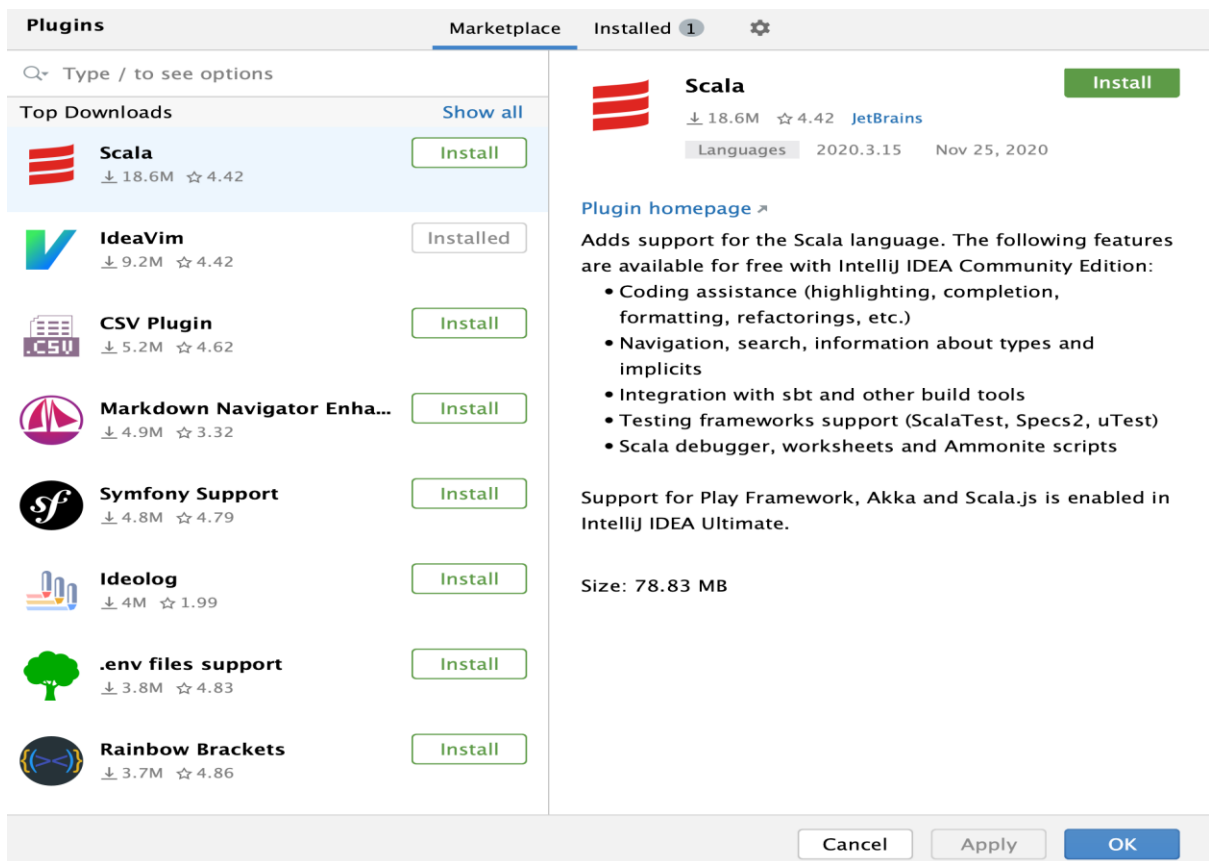 Plugins
Marketplace
Installed 1
Type / to see options
Top Downloads Show all
Scala
18.6M 4.42
Install
IdeaVim
9.2M 4.42
Installed
.CSV
CSV Plugin
5.2M 4.62
Install
Markdown Navigator Enha...
4.9M 3.32
Install
sf
Symfony Support
4.8M 4.79
Install
Ideolog
4M 1.99
Install
.env files support
3.8M 4.83
Install
{(><)}
Rainbow Brackets
3.7M 4.86
Install
Scala
Install
18.6M 4.42 JetBrains
Languages 2020.3.15 Nov 25, 2020
Plugin homepage ↗
Adds support for the Scala language. The following features
are available for free with IntelliJ IDEA Community Edition:
• Coding assistance (highlighting, completion,
formatting, refactorings, etc.)
• Navigation, search, information about types and
implicits
• Integration with sbt and other build tools
• Testing frameworks support (ScalaTest, Specs2, uTest)
• Scala debugger, worksheets and Ammonite scripts
Support for Play Framework, Akka and Scala.js is enabled in
IntelliJ IDEA Ultimate.
Size: 78.83 MB
Cancel
Apply
OK